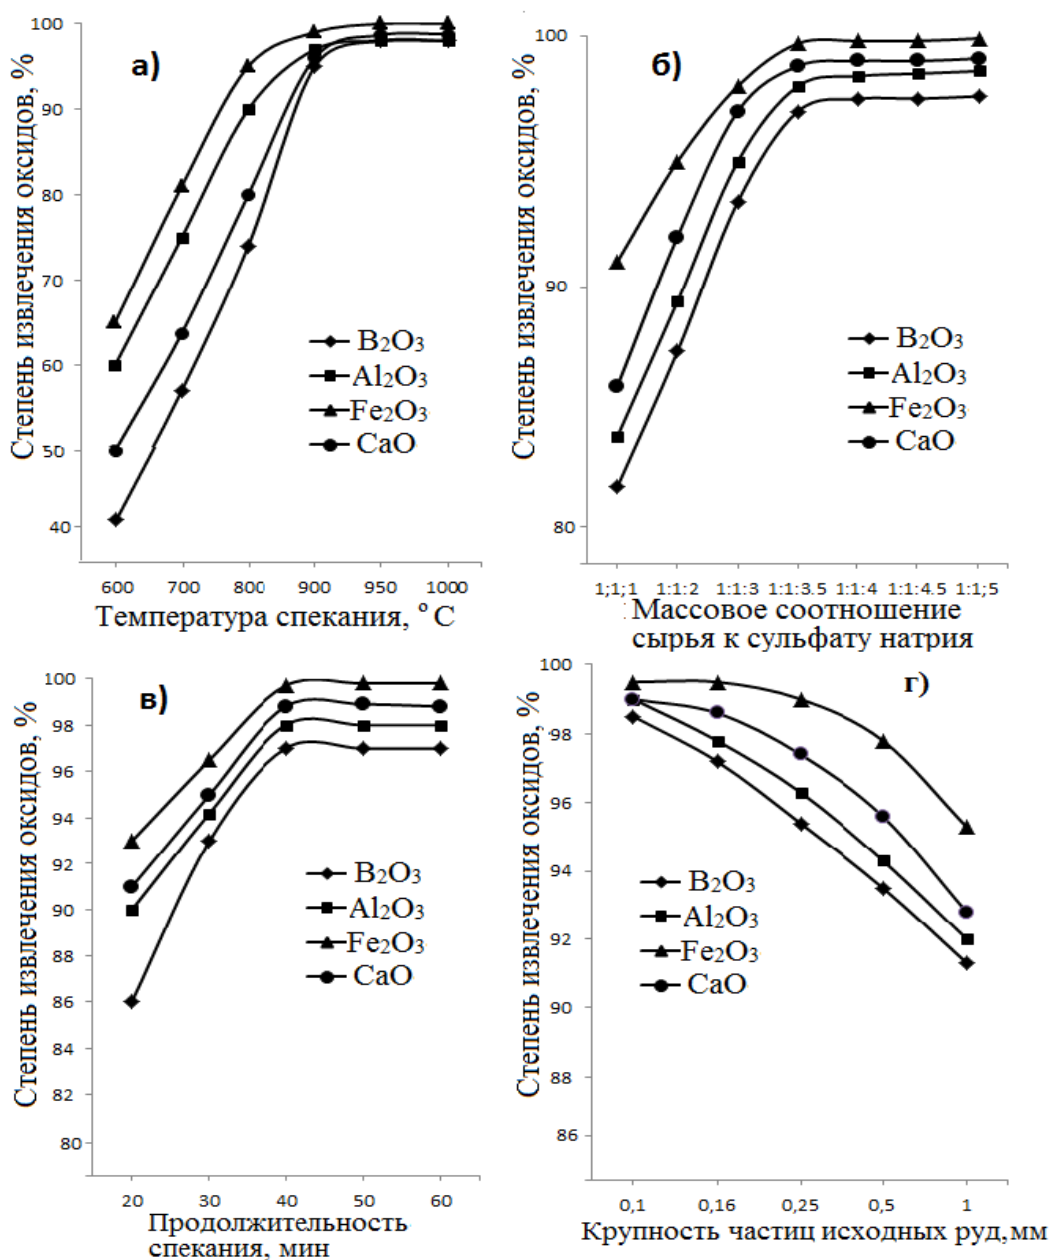 а)
Степень извлечения оксидов, %
100
90
80
70
60
50
40
B2O3
Al2O3
Fe2O3
CaO
600 700 800 900 950 1000
Температура спекания, ° C
б)
Степень извлечения оксидов, %
100
90
80
B2O3
Al2O3
Fe2O3
CaO
1;1;1 1:1:2 1:1:3 1:1:3.5 1:1:4 1:1:4.5 1:1;5
Массовое соотношение
сырья к сульфату натрия
в)
Степень извлечения оксидов, %
100
98
96
94
92
90
88
86
84
82
80
B2O3
Al2O3
Fe2O3
CaO
20 30 40 50 60
Продолжительность
спекания, мин
г)
Степень извлечения оксидов, %
100
98
96
94
92
90
88
86
B2O3
Al2O3
Fe2O3
CaO
0,1 0,16 0,25 0,5 1
Крупность частиц исходных руд,мм